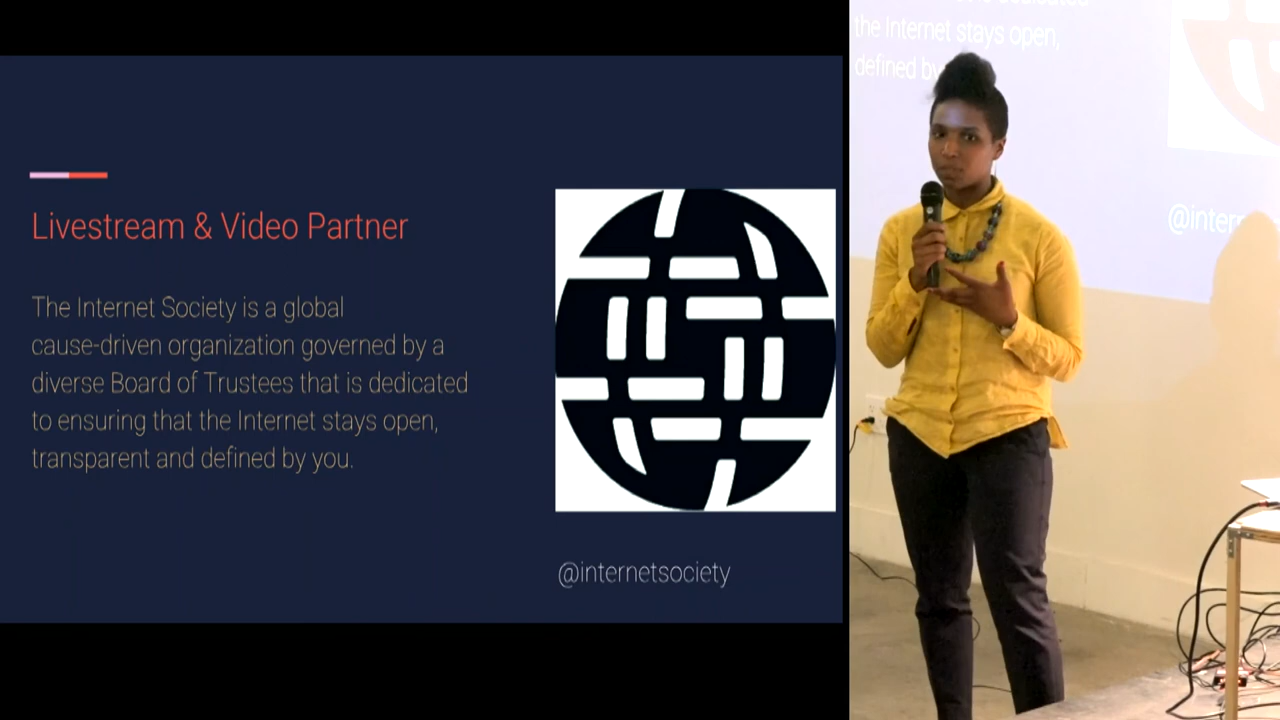 Livestream & Video Partner
The Internet Society is a global
cause-driven organization governed by a
diverse Board of Trustees that is dedicated
to ensuring that the Internet stays open,
transparent and defined by you.
@internetsociety
the Internet stays open,
defined by
@inter